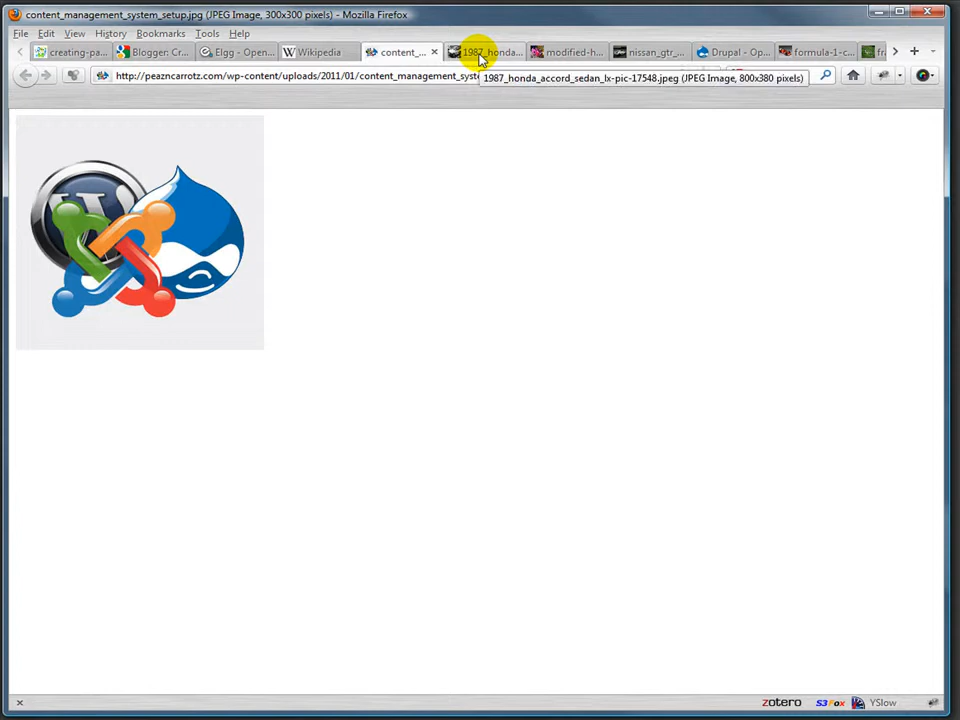 content_management_system_setup.jpg (JPEG Image, 300x300 pixels) - Mozilla Firefox
File Edit View History Bookmarks Tools Help
creating-pa... Blogger: Cr... Elgg - Open... Wikipedia content_... 1987_honda... modified-h... nissan_gtr_... Drupal - Op... formula-1-c... fr
http://peazncarrotz.com/wp-content/uploads/2011/01/content_management_syste
1987_honda_accord_sedan_lx-pic-17548.jpeg (JPEG Image, 800x380 pixels)
W
zotero S3Fox YSlow